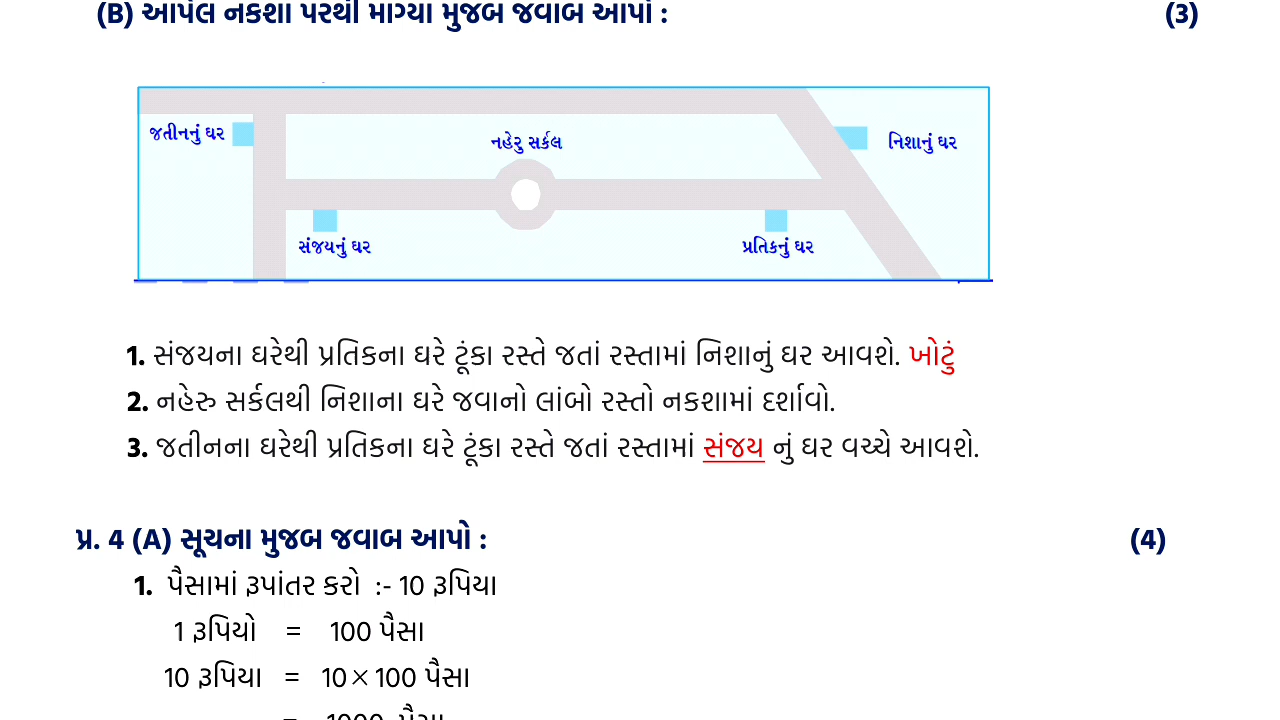 (B) આપેલ નકશા પરથી માગ્યા મુજબ જવાબ આપો : (3)
જતીનનું ઘર
નહેરુ સર્કલ
નિશાનું ઘર
સંજયનું ઘર
પ્રતિકનું ઘર
1. સંજયના ઘરેથી પ્રતિકના ઘરે ટૂંકા રસ્તે જતાં રસ્તામાં નિશાનું ઘર આવશે. ખોટું
2. નહેરુ સર્કલથી નિશાના ઘરે જવાનો લાંબો રસ્તો નકશામાં દર્શાવો.
3. જતીનના ઘરેથી પ્રતિકના ઘરે ટૂંકા રસ્તે જતાં રસ્તામાં સંજય નું ઘર વચ્ચે આવશે.
પ્ર. 4 (A) સૂચના મુજબ જવાબ આપો : (4)
1. પૈસામાં રૂપાંતર કરો :- 10 રૂપિયા
1 રૂપિયો = 100 પૈસા
10 રૂપિયા = 10 × 100 પૈસા
= 1000 પૈસા